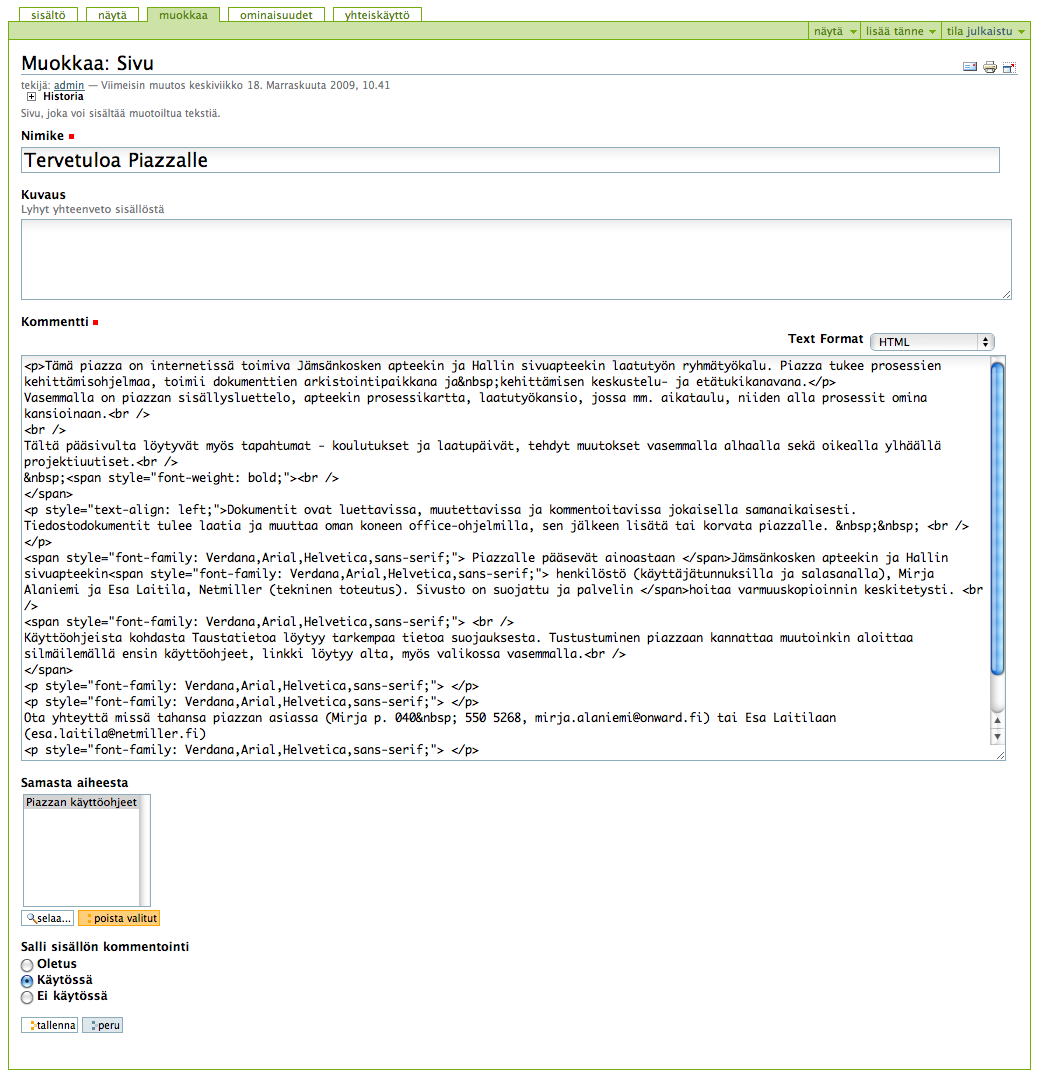 sisältö näytä muokkaa ominaisuudet yhteiskäyttö
näytä lisää tänne tila julkaistu
Muokkaa: Sivu
tekijä: admin — Viimeisin muutos keskiviikko 18. Marraskuuta 2009, 10.41
Historia
Sivu, joka voi sisältää muotoiltua tekstiä.
Nimike
Tervetuloa Piazzalle
Kuvaus
Lyhyt yhteenveto sisällöstä
Kommentti
Text Format HTML
<p>Tämä piazza on internetissä toimiva Jämsänkosken apteekin ja Hallin sivuapteekin laatutyön ryhmätyökalu. Piazza tukee prosessien
kehittämisohjelmaa, toimii dokumenttien arkistointipaikkana ja&nbsp;kehittämisen keskustelu- ja etätukikanavana.</p>
Vasemmalla on piazzan sisällysluettelo, apteekin prosessikartta, laatutyökansio, jossa mm. aikataulu, niiden alla prosessit omina
kansioinaan.<br />
<br />
Tältä pääsivulta löytyvät myös tapahtumat - koulutukset ja laatupäivät, tehdyt muutokset vasemmalla alhaalla sekä oikealla ylhäällä
projektiuutiset.<br />
&nbsp;<span style="font-weight: bold;"><br />
</span>
<p style="text-align: left;">Dokumentit ovat luettavissa, muutettavissa ja kommentoitavissa jokaisella samanaikaisesti.
Tiedostodokumentit tulee laatia ja muuttaa oman koneen office-ohjelmilla, sen jälkeen lisätä tai korvata piazzalle. &nbsp;&nbsp; <br />
</p>
<span style="font-family: Verdana,Arial,Helvetica,sans-serif;"> Piazzalle pääsevät ainoastaan </span>Jämsänkosken apteekin ja Hallin
sivuapteekin<span style="font-family: Verdana,Arial,Helvetica,sans-serif;"> henkilöstö (käyttäjätunnuksilla ja salasanalla), Mirja
Alaniemi ja Esa Laitila, Netmiller (tekninen toteutus). Sivusto on suojattu ja palvelin </span>hoitaa varmuuskopioinnin keskitetysti. <br
/>
<span style="font-family: Verdana,Arial,Helvetica,sans-serif;"> <br />
Käyttöohjeista kohdasta Taustatietoa löytyy tarkempaa tietoa suojauksesta. Tustustuminen piazzaan kannattaa muutoinkin aloittaa
silmäilemällä ensin käyttöohjeet, linkki löytyy alta, myös valikossa vasemmalla.<br />
</span>
<p style="font-family: Verdana,Arial,Helvetica,sans-serif;"> </p>
<p style="font-family: Verdana,Arial,Helvetica,sans-serif;"> </p>
Ota yhteyttä missä tahansa piazzan asiassa (Mirja p. 040&nbsp; 550 5268, mirja.alaniemi@onward.fi) tai Esa Laitilaan
(esa.laitila@netmiller.fi)
<p style="font-family: Verdana,Arial,Helvetica,sans-serif;"> </p>
Samasta aiheesta
Piazzan käyttöohjeet
selaa... poista valitut
Salli sisällön kommentointi
Oletus
Käytössä
Ei käytössä
tallenna peru